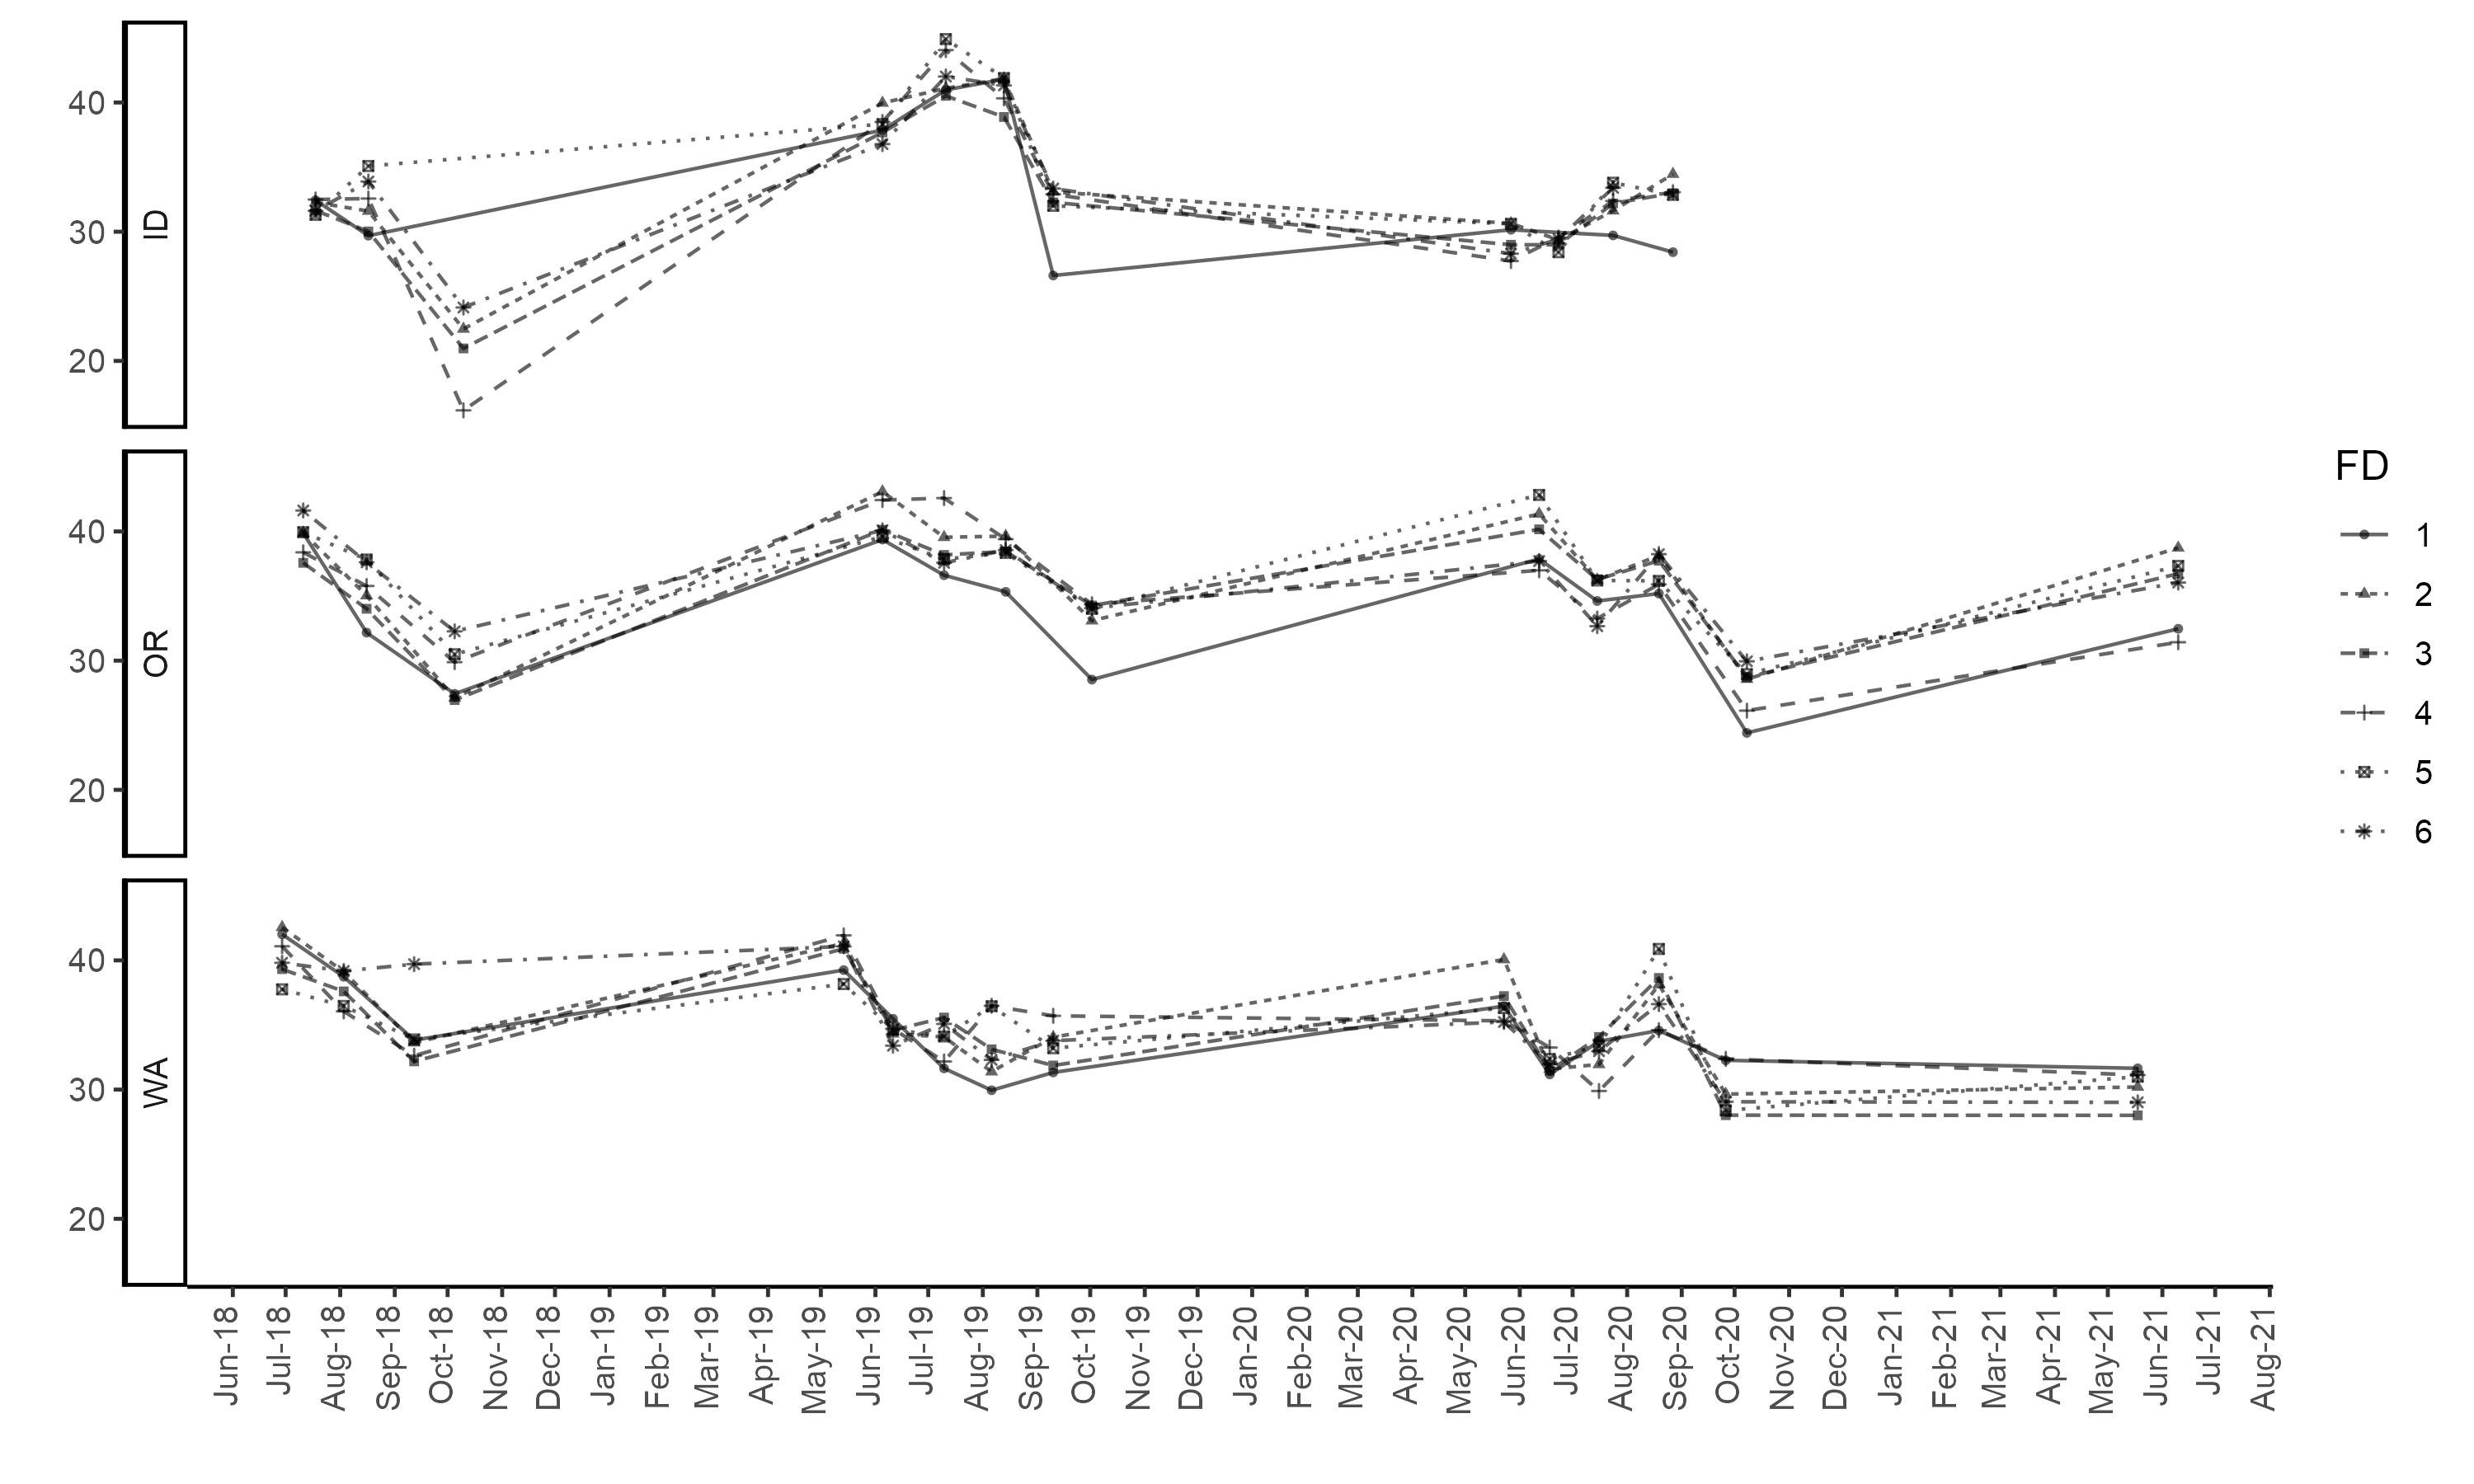 ID
40
30
20
OR
40
30
20
WA
40
30
20
Jun-18
Jul-18
Aug-18
Sep-18
Oct-18
Nov-18
Dec-18
Jan-19
Feb-19
Mar-19
Apr-19
May-19
Jun-19
Jul-19
Aug-19
Sep-19
Oct-19
Nov-19
Dec-19
Jan-20
Feb-20
Mar-20
Apr-20
May-20
Jun-20
Jul-20
Aug-20
Sep-20
Oct-20
Nov-20
Dec-20
Jan-21
Feb-21
Mar-21
Apr-21
May-21
Jun-21
Jul-21
Aug-21
FD
1
2
3
4
5
6